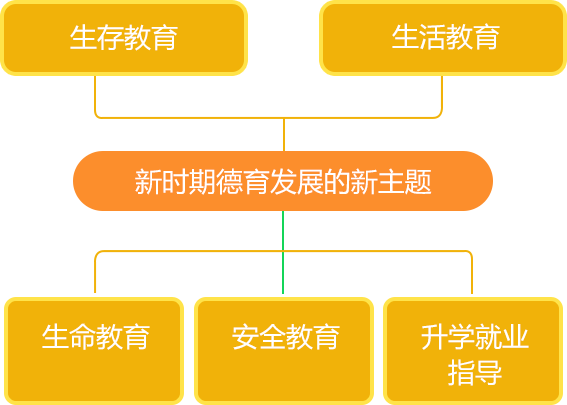 生存教育
生活教育
新时期德育发展的新主题
生命教育
安全教育
升学就业
指导